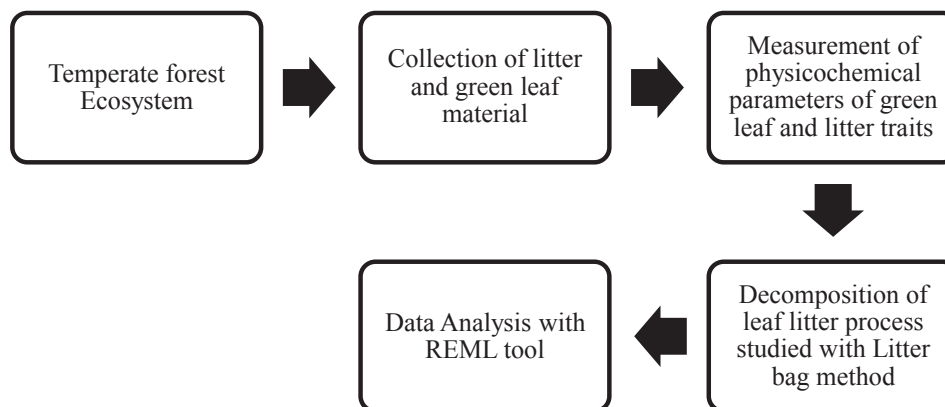 Temperate forest
Ecosystem
Collection of litter
and green leaf
material
Measurement of
physicochemical
parameters of green
leaf and litter traits
Decomposition of
leaf litter process
studied with Litter
bag method
Data Analysis with
REML tool